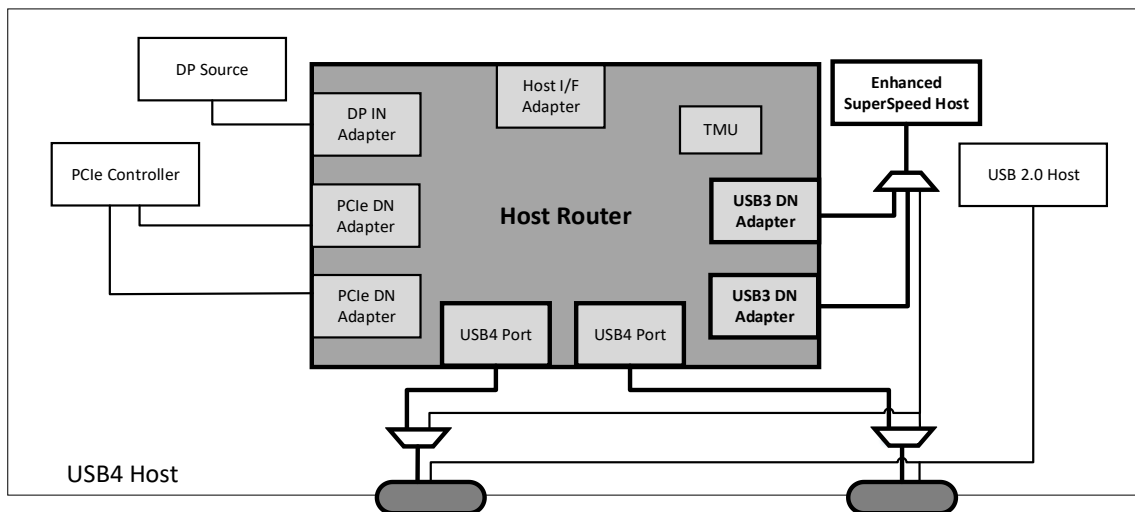 DP Source
Host I/F
Adapter
Enhanced
SuperSpeed Host
DP IN
Adapter
TMU
PCIe Controller
USB 2.0 Host
PCIe DN
Adapter
Host Router
USB3 DN
Adapter
PCIe DN
Adapter
USB3 DN
Adapter
USB4 Port
USB4 Port
USB4 Host